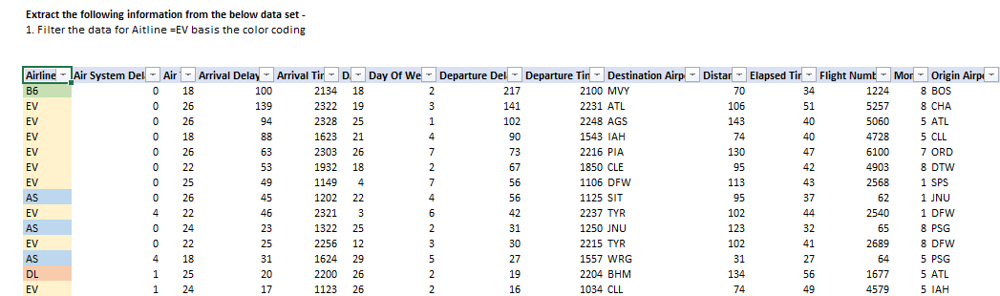 Extract the following information from the below data set -
1. Filter the data for Aitline =EV basis the color coding
Airline Air System Del Air Arrival Delay Arrival Tir D. Day Of We Departure Del Departure Tin Destination Airp Distar Elapsed Tir Flight Numb Mor Origin Airp
B6 0 18 100 2134 18 2 217 2100 MVY 70 34 1224 8 BOS
EV 0 26 139 2322 19 3 141 2231 ATL 106 51 5257 8 CHA
EV 0 26 94 2328 25 1 102 2248 AGS 143 40 5060 5 ATL
EV 0 18 88 1623 21 4 90 1543 IAH 74 40 4728 5 CLL
EV 0 26 63 2303 26 7 73 2216 PIA 130 47 6100 7 ORD
EV 0 22 53 1932 18 2 67 1850 CLE 95 42 4903 8 DTW
EV 0 25 49 1149 4 7 56 1106 DFW 113 43 2568 1 SPS
AS 0 26 45 1202 22 4 56 1125 SIT 95 37 62 1 JNU
EV 4 22 46 2321 3 6 42 2237 TYR 102 44 2540 1 DFW
AS 0 24 23 1322 25 2 31 1250 JNU 123 32 65 8 PSG
EV 0 22 25 2256 12 3 30 2215 TYR 102 41 2689 8 DFW
AS 4 18 31 1624 29 5 27 1557 WRG 31 27 64 5 PSG
DL 1 25 20 2200 26 2 19 2204 BHM 134 56 1677 5 ATL
EV 1 24 17 1123 26 2 16 1034 CLL 74 49 4579 5 IAH